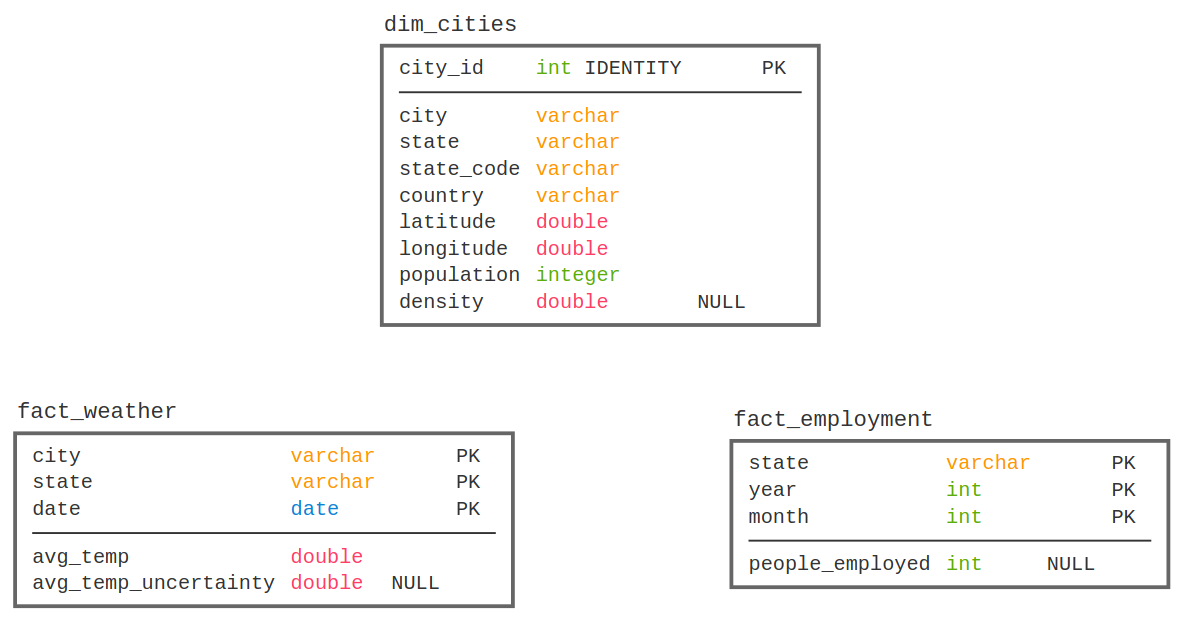 dim_cities
city_id int IDENTITY PK
city varchar
state varchar
state_code varchar
country varchar
latitude double
longitude double
population integer
density double NULL
fact_weather
city varchar PK
state varchar PK
date date PK
avg_temp double
avg_temp_uncertainty double NULL
fact_employment
state varchar PK
year int PK
month int PK
people_employed int NULL